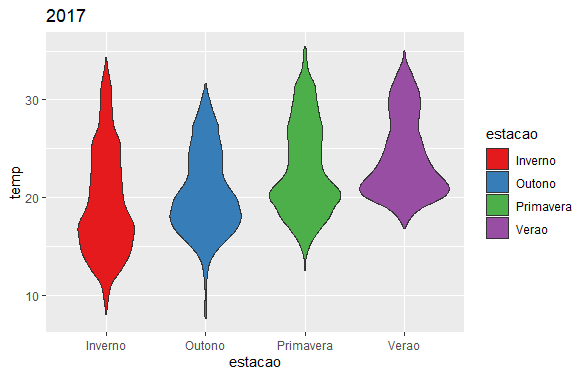 2017
temp
30
20
10
Inverno Outono Primavera Verao
estacao
estacao
Inverno
Outono
Primavera
Verao